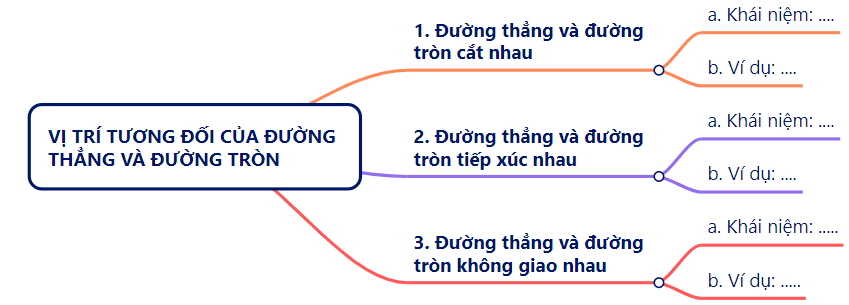 VỊ TRÍ TƯƠNG ĐỐI CỦA ĐƯỜNG
THẲNG VÀ ĐƯỜNG TRÒN
1. Đường thẳng và đường
tròn cắt nhau
a. Khái niệm: ....
b. Ví dụ: ....
2. Đường thẳng và đường
tròn tiếp xúc nhau
a. Khái niệm: ....
b. Ví dụ: ....
3. Đường thẳng và đường
tròn không giao nhau
a. Khái niệm: .....
b. Ví dụ: .....